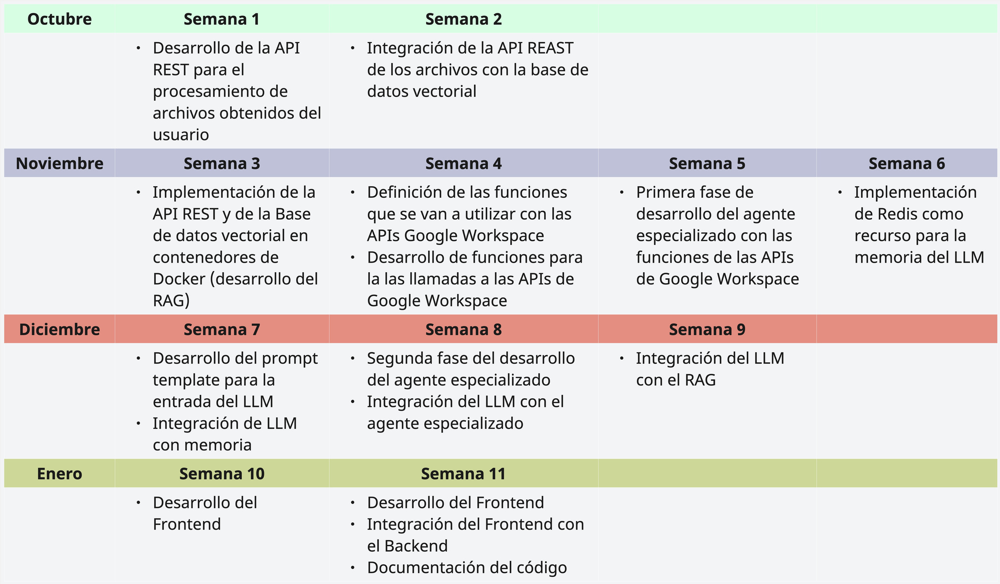 Octubre Semana 1 Semana 2
• Desarrollo de la API
REST para el
procesamiento de
archivos obtenidos del
usuario
• Integración de la API REAST
de los archivos con la base de
datos vectorial
Noviembre Semana 3 Semana 4 Semana 5 Semana 6
• Implementación de la
API REST y de la Base
de datos vectorial en
contenedores de
Docker (desarrollo del
RAG)
• Definición de las funciones
que se van a utilizar con las
APIs Google Workspace
• Desarrollo de funciones para
la las llamadas a las APIs de
Google Workspace
• Primera fase de
desarrollo del agente
especializado con las
funciones de las APIs
de Google Workspace
• Implementación
de Redis como
recurso para la
memoria del LLM
Diciembre Semana 7 Semana 8 Semana 9
• Desarrollo del prompt
template para la
entrada del LLM
• Integración de LLM
con memoria
• Segunda fase del desarrollo
del agente especializado
• Integración del LLM con el
agente especializado
• Integración del LLM
con el RAG
Enero Semana 10 Semana 11
• Desarrollo del
Frontend
• Desarrollo del Frontend
• Integración del Frontend con
el Backend
• Documentación del código